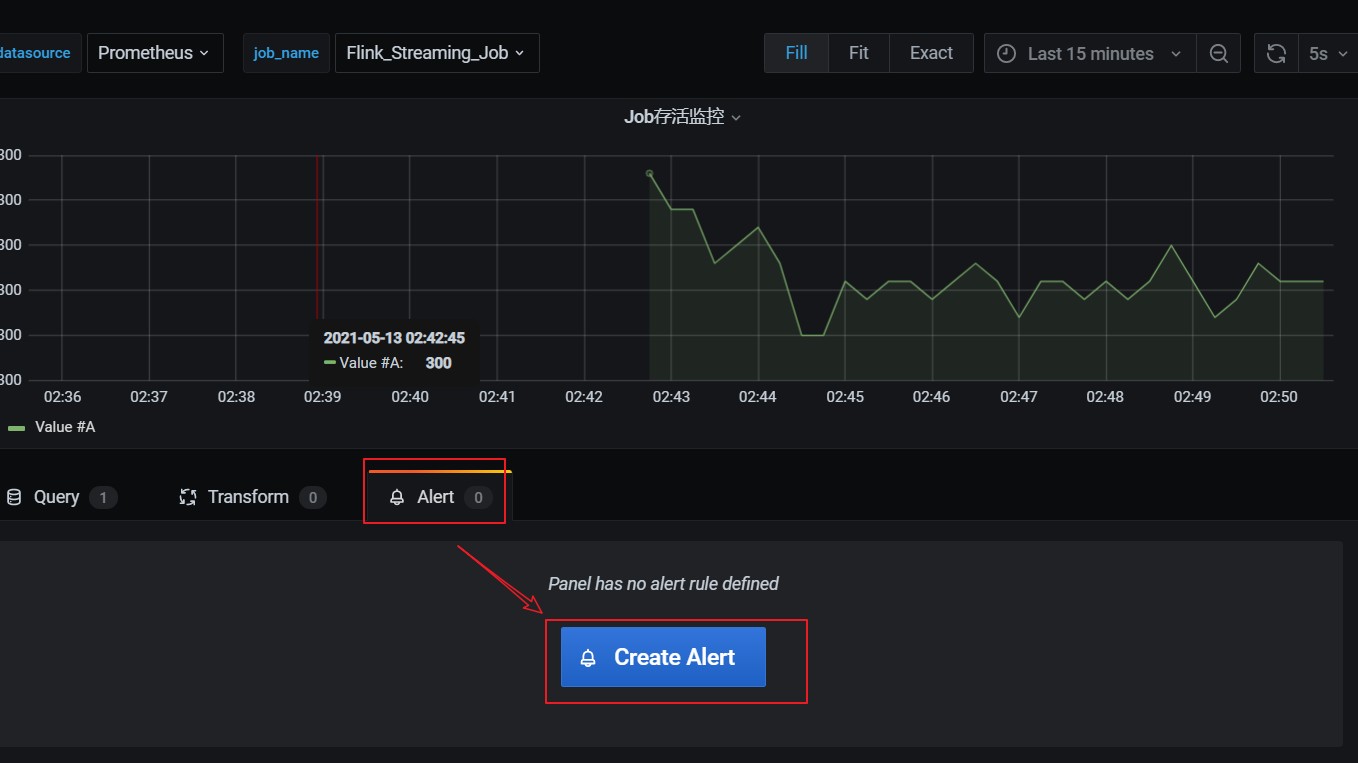 datasource Prometheus job_name Flink_Streaming_Job Fill Fit Exact Last 15 minutes 5s
Job存活监控
300
300
300
300
300
300
2021-05-13 02:42:45
Value #A: 300
02:36 02:37 02:38 02:39 02:40 02:41 02:42 02:43 02:44 02:45 02:46 02:47 02:48 02:49 02:50
Value #A
Query 1 Transform 0 Alert 0
Panel has no alert rule defined
Create Alert